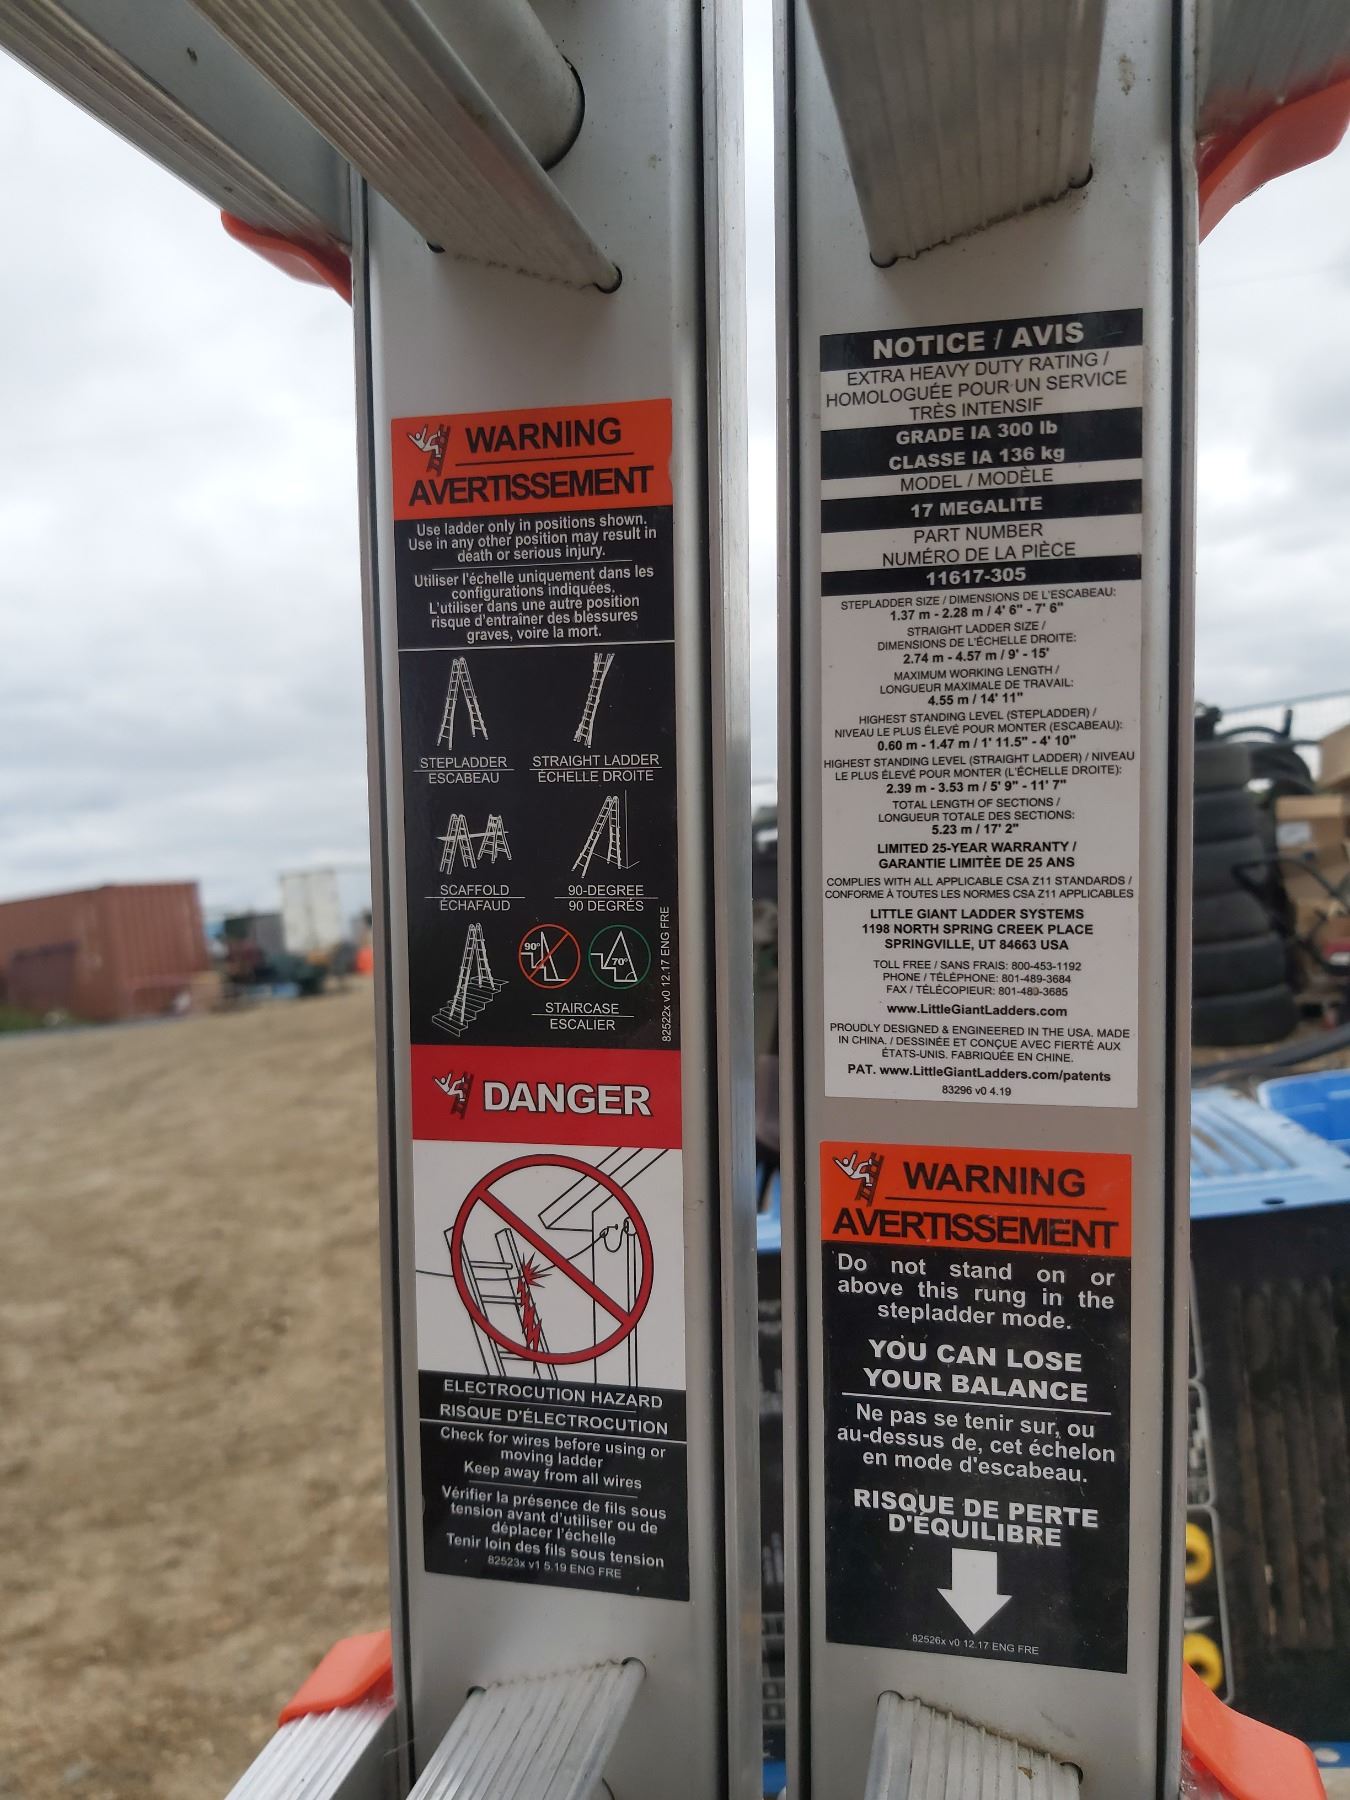 WARNING
AVERTISSEMENT
Use ladder only in positions shown.
Use in any other position may result in
death or serious injury.
Utiliser l'échelle uniquement dans les
configurations indiquées.
L'utiliser dans une autre position
risque d'entraîner des blessures
graves, voire la mort.
STEPLADDER
ESCABEAU
STRAIGHT LADDER
ÉCHELLE DROITE
SCAFFOLD
ÉCHAFAUD
90-DEGREE
90 DEGRÉS
90°
70°
STAIRCASE
ESCALIER
82522x v0 12.17 ENG FRE
DANGER
ELECTROCUTION HAZARD
RISQUE D'ÉLECTROCUTION
Check for wires before using or
moving ladder
Keep away from all wires
Vérifier la présence de fils sous
tension avant d'utiliser ou de
déplacer l'échelle
Tenir loin des fils sous tension
82523x v1 5.19 ENG FRE
NOTICE / AVIS
EXTRA HEAVY DUTY RATING /
HOMOLOGUÉE POUR UN SERVICE
TRÈS INTENSIF
GRADE IA 300 lb
CLASSE IA 136 kg
MODEL / MODÈLE
17 MEGALITE
PART NUMBER
NUMÉRO DE LA PIÈCE
11617-305
STEPLADDER SIZE / DIMENSIONS DE L'ESCABEAU:
1.37 m - 2.28 m / 4' 6" - 7' 6"
STRAIGHT LADDER SIZE /
DIMENSIONS DE L'ÉCHELLE DROITE:
2.74 m - 4.57 m / 9' - 15'
MAXIMUM WORKING LENGTH /
LONGUEUR MAXIMALE DE TRAVAIL:
4.55 m / 14' 11"
HIGHEST STANDING LEVEL (STEPLADDER) /
NIVEAU LE PLUS ÉLEVÉ POUR MONTER (ESCABEAU):
0.60 m - 1.47 m / 1' 11.5" - 4' 10"
HIGHEST STANDING LEVEL (STRAIGHT LADDER) / NIVEAU
LE PLUS ÉLEVÉ POUR MONTER (L'ÉCHELLE DROITE):
2.39 m - 3.53 m / 5' 9" - 11' 7"
TOTAL LENGTH OF SECTIONS /
LONGUEUR TOTALE DES SECTIONS:
5.23 m / 17' 2"
LIMITED 25-YEAR WARRANTY /
GARANTIE LIMITÈE DE 25 ANS
COMPLIES WITH ALL APPLICABLE CSA Z11 STANDARDS /
CONFORME À TOUTES LES NORMES CSA Z11 APPLICABLES
LITTLE GIANT LADDER SYSTEMS
1198 NORTH SPRING CREEK PLACE
SPRINGVILLE, UT 84663 USA
TOLL FREE / SANS FRAIS: 800-453-1192
PHONE / TÉLÉPHONE: 801-489-3684
FAX / TÉLÉCOPIEUR: 801-489-3685
www.LittleGiantLadders.com
PROUDLY DESIGNED & ENGINEERED IN THE USA. MADE
IN CHINA. / DESSINÉE ET CONÇUE AVEC FIERTÉ AUX
ÉTATS-UNIS. FABRIQUÉE EN CHINE.
PAT. www.LittleGiantLadders.com/patents
83296 v0 4.19
WARNING
AVERTISSEMENT
Do not stand on or
above this rung in the
stepladder mode.
YOU CAN LOSE
YOUR BALANCE
Ne pas se tenir sur, ou
au-dessus de, cet échelon
en mode d'escabeau.
RISQUE DE PERTE
D'ÉQUILIBRE
82526x v0 12.17 ENG FRE